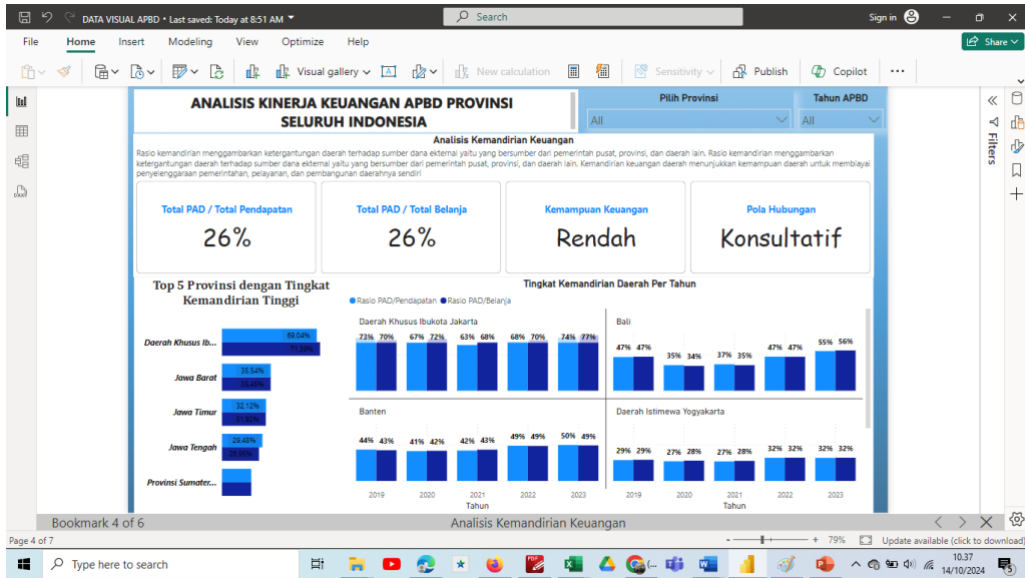 DATA VISUAL APBD • Last saved: Today at 8:51 AM
Search
Sign in
File Home Insert Modeling View Optimize Help
Share
Visual gallery
New calculation
Sensitivity
Publish
Copilot
ANALISIS KINERJA KEUANGAN APBD PROVINSI
SELURUH INDONESIA
Pilih Provinsi
All
Tahun APBD
All
Filters
Analisis Kemandirian Keuangan
Rasio kemandirian menggambarkan ketergantungan daerah terhadap sumber dana ekternal yaitu yang bersumber dari pemerintah pusat, provinsi, dan daerah lain. Rasio kemandirian menggambarkan
ketergantungan daerah terhadap sumber dana ekternal yaitu yang bersumber dari pemerintah pusat, provinsi, dan daerah lain. Kemandirian keuangan daerah menunjukkan kemampuan daerah untuk membiayai
penyelenggaraan pemerintahan, pelayanan, dan pembangunan daerahnya sendiri
Total PAD / Total Pendapatan
26%
Total PAD / Total Belanja
26%
Kemampuan Keuangan
Rendah
Pola Hubungan
Konsultatif
Top 5 Provinsi dengan Tingkat
Kemandirian Tinggi
Daerah Khusus Ib...
69,04%
Jawa Barat
35,54%
Jawa Timur
32,12%
Jawa Tengah
29,48%
Provinsi Sumater...
Tingkat Kemandirian Daerah Per Tahun
Rasio PAD/Pendapatan Rasio PAD/Belanja
Daerah Khusus Ibukota Jakarta
73% 70% 67% 72% 63% 68% 68% 70% 74% 77%
Bali
47% 47% 35% 34% 37% 35% 47% 47% 55% 56%
Banten
44% 43% 41% 42% 42% 43% 49% 49% 50% 49%
2019 2020 2021 2022 2023
Tahun
Daerah Istimewa Yogyakarta
29% 29% 27% 28% 27% 28% 32% 32% 32% 32%
2019 2020 2021 2022 2023
Tahun
Bookmark 4 of 6
Analisis Kemandirian Keuangan
Page 4 of 7
79%
Update available (click to download)
Type here to search
10.37
14/10/2024